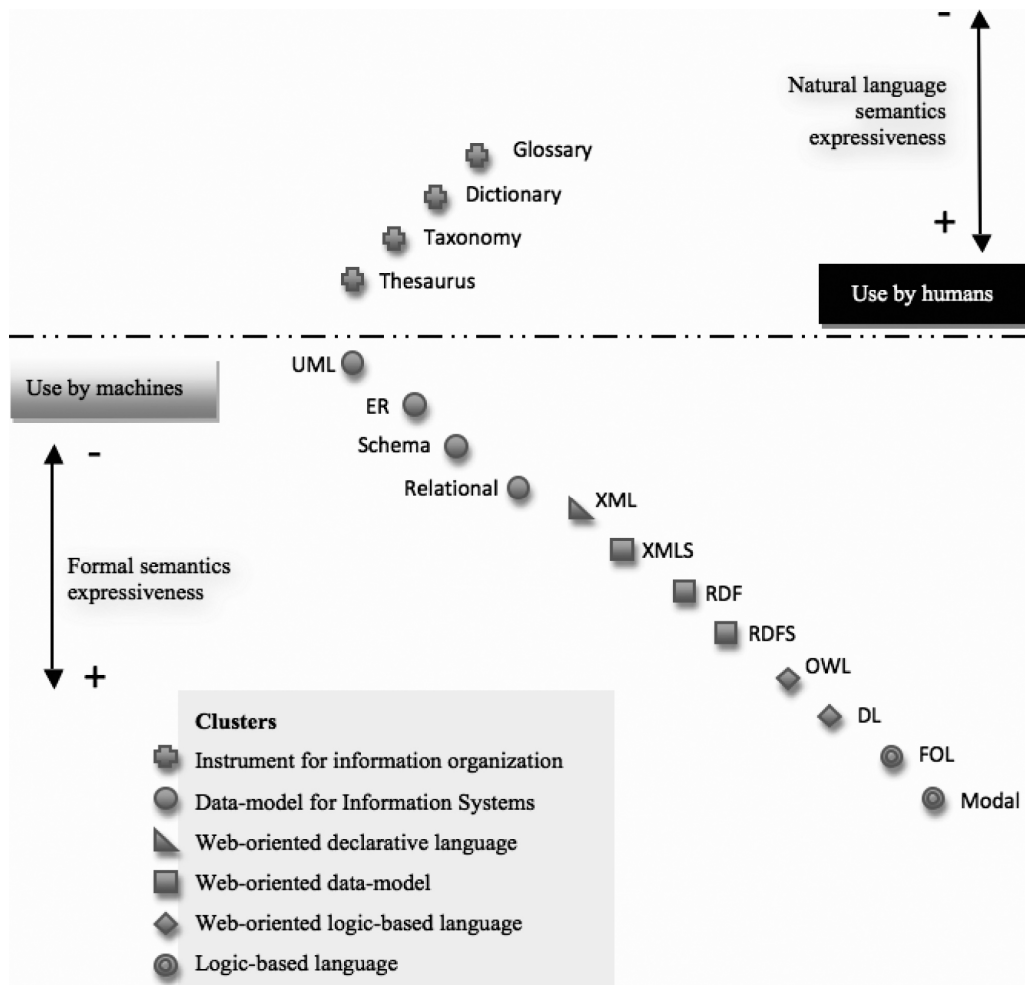 -
Natural language
semantics
expressiveness
+
Glossary
Dictionary
Taxonomy
Thesaurus
Use by humans
UML
Use by machines
ER
-
Schema
Relational
XML
XMLS
Formal semantics
expressiveness
RDF
RDFS
+
OWL
DL
FOL
Modal
Clusters
Instrument for information organization
Data-model for Information Systems
Web-oriented declarative language
Web-oriented data-model
Web-oriented logic-based language
Logic-based language